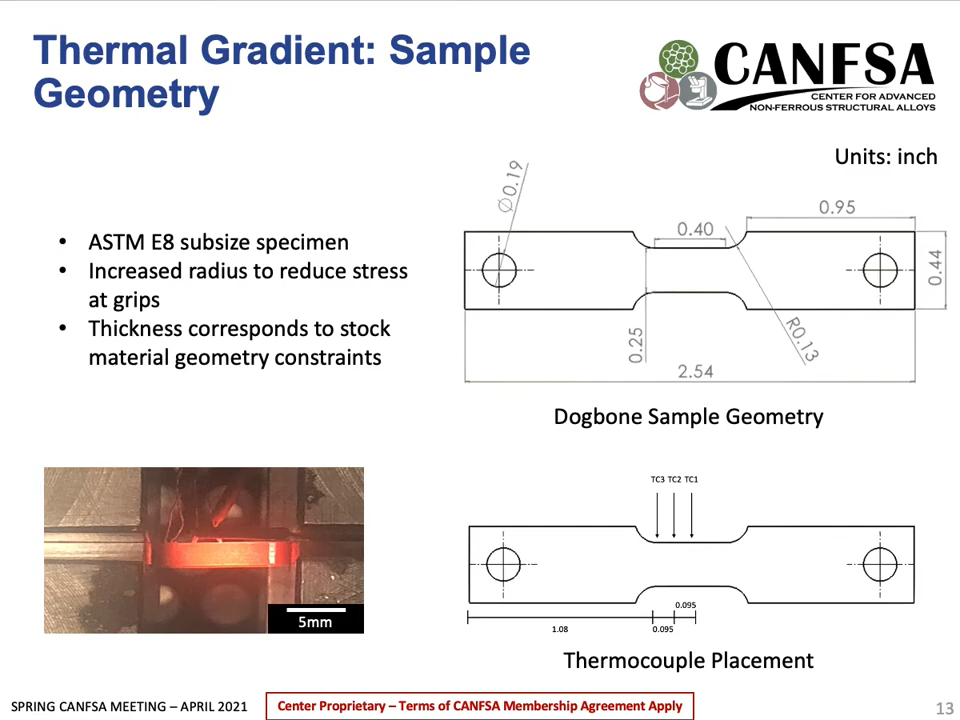 Thermal Gradient: Sample
Geometry
CANFSA
CENTER FOR ADVANCED
NON-FERROUS STRUCTURAL ALLOYS
Units: inch
• ASTM E8 subsize specimen
• Increased radius to reduce stress
at grips
• Thickness corresponds to stock
material geometry constraints
∅0.19
0.40
0.95
0.44
0.25
R0.13
2.54
Dogbone Sample Geometry
5mm
TC3 TC2 TC1
0.095
1.08
0.095
Thermocouple Placement
SPRING CANFSA MEETING – APRIL 2021
Center Proprietary – Terms of CANFSA Membership Agreement Apply
13